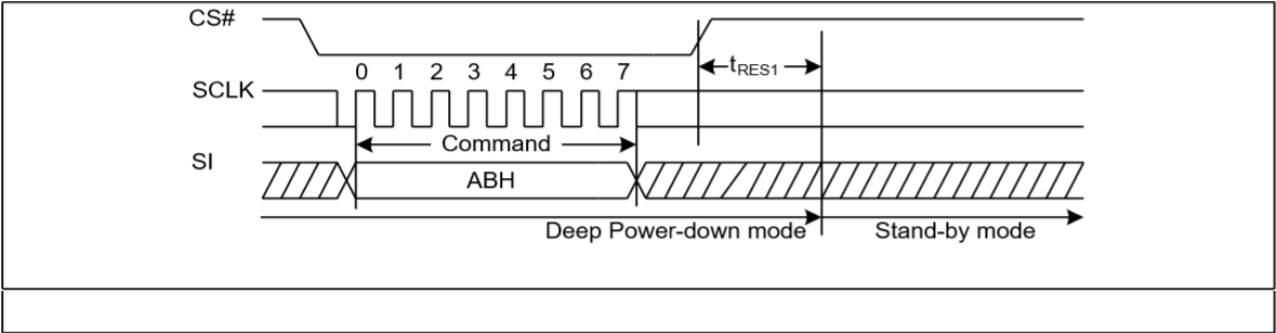 CS#
tRES1
0 1 2 3 4 5 6 7
SCLK
Command
SI
ABH
Deep Power-down mode Stand-by mode